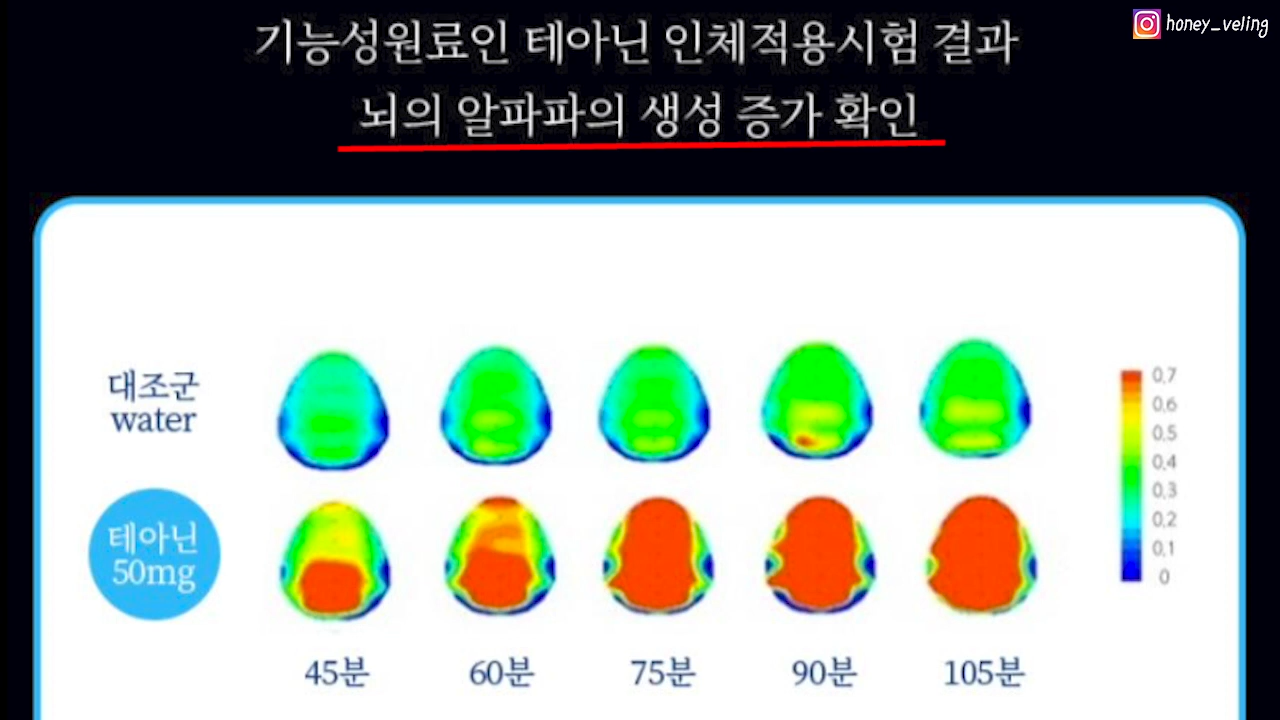 honey_veling
기능성원료인 테아닌 인체적용시험 결과
뇌의 알파파의 생성 증가 확인
대조군
water
0.7
0.6
0.5
0.4
0.3
0.2
0.1
0
테아닌
50mg
45분 60분 75분 90분 105분